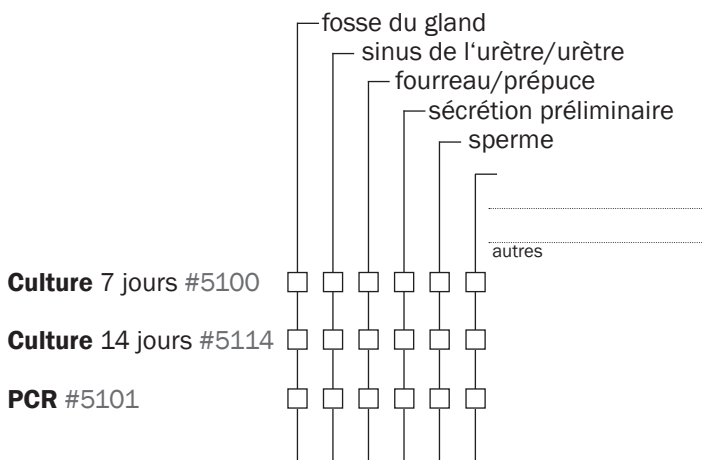 fosse du gland
sinus de l‘urètre/urètre
fourreau/prépuce
sécrétion préliminaire
sperme
autres
Culture 7 jours #5100
Culture 14 jours #5114
PCR #5101